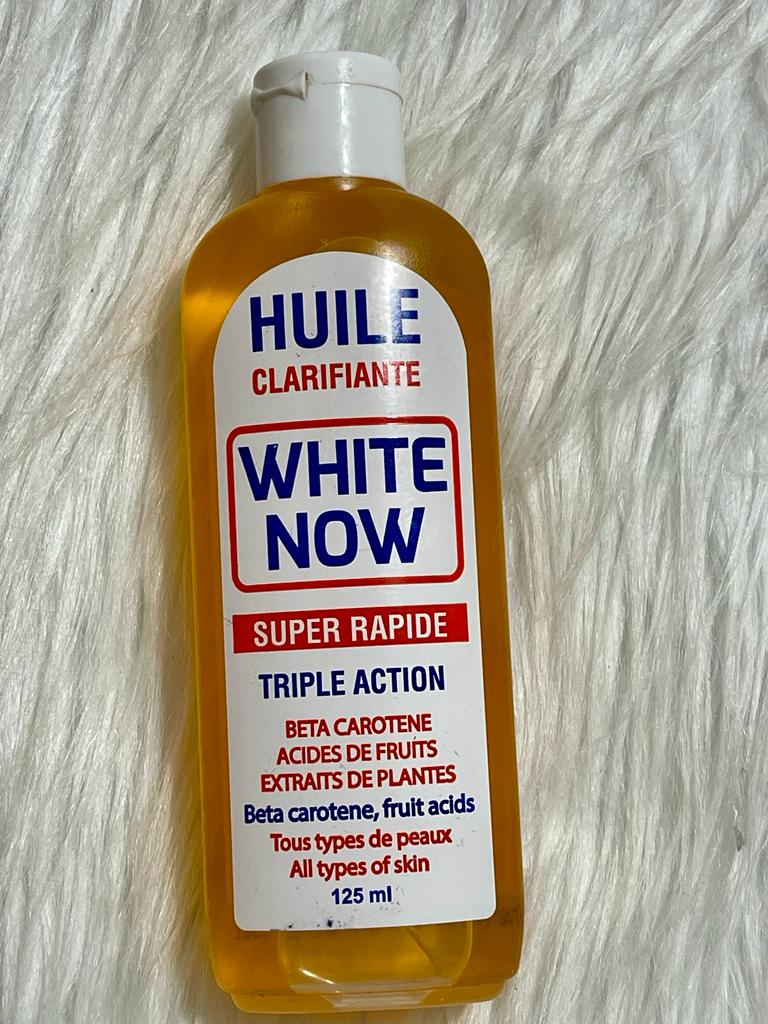 HUILE
CLARIFIANTE
WHITE
NOW
SUPER RAPIDE
TRIPLE ACTION
BETA CAROTENE
ACIDES DE FRUITS
EXTRAITS DE PLANTES
Beta carotene, fruit acids
Tous types de peaux
All types of skin
125 ml